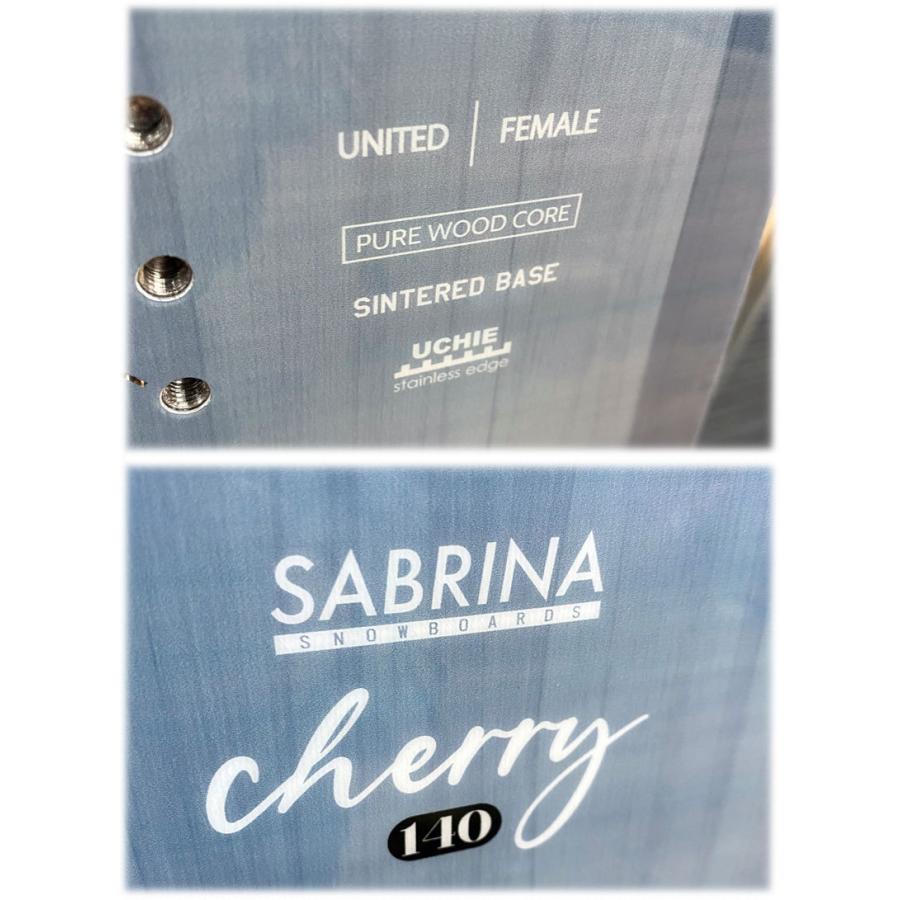 UNITED | FEMALE
PURE WOOD CORE
SINTERED BASE
UCHIE
stainless edge
SABRINA
SNOWBOARDS
cherry
140